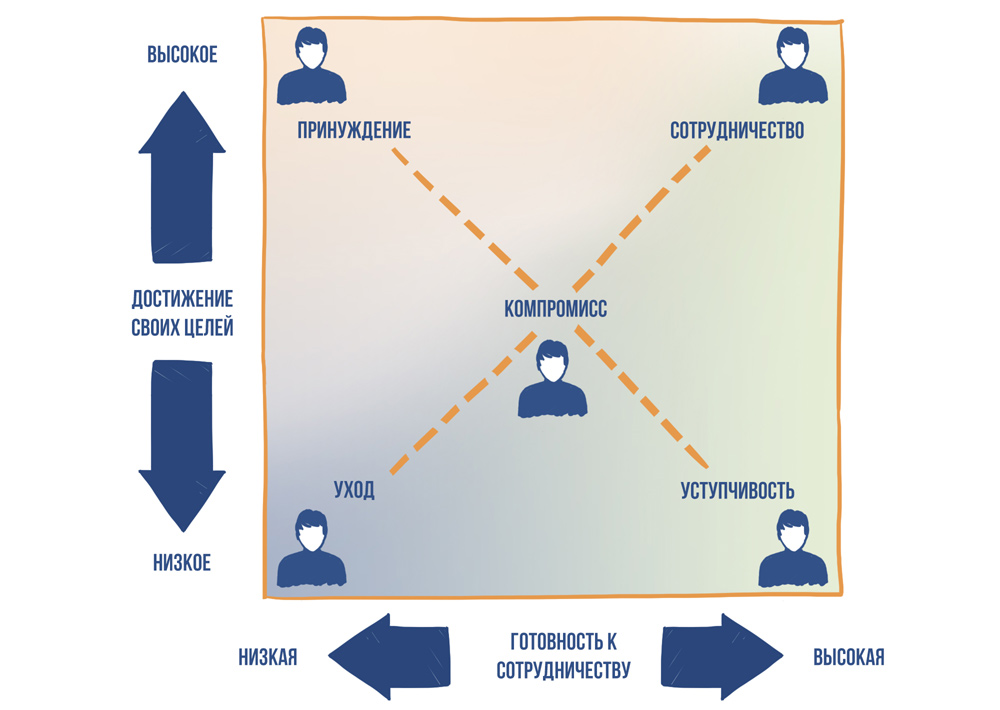 ВЫСОКОЕ
ПРИНУЖДЕНИЕ
СОТРУДНИЧЕСТВО
ДОСТИЖЕНИЕ
СВОИХ ЦЕЛЕЙ
КОМПРОМИСС
УХОД
УСТУПЧИВОСТЬ
НИЗКОЕ
НИЗКАЯ
ГОТОВНОСТЬ К
СОТРУДНИЧЕСТВУ
ВЫСОКАЯ